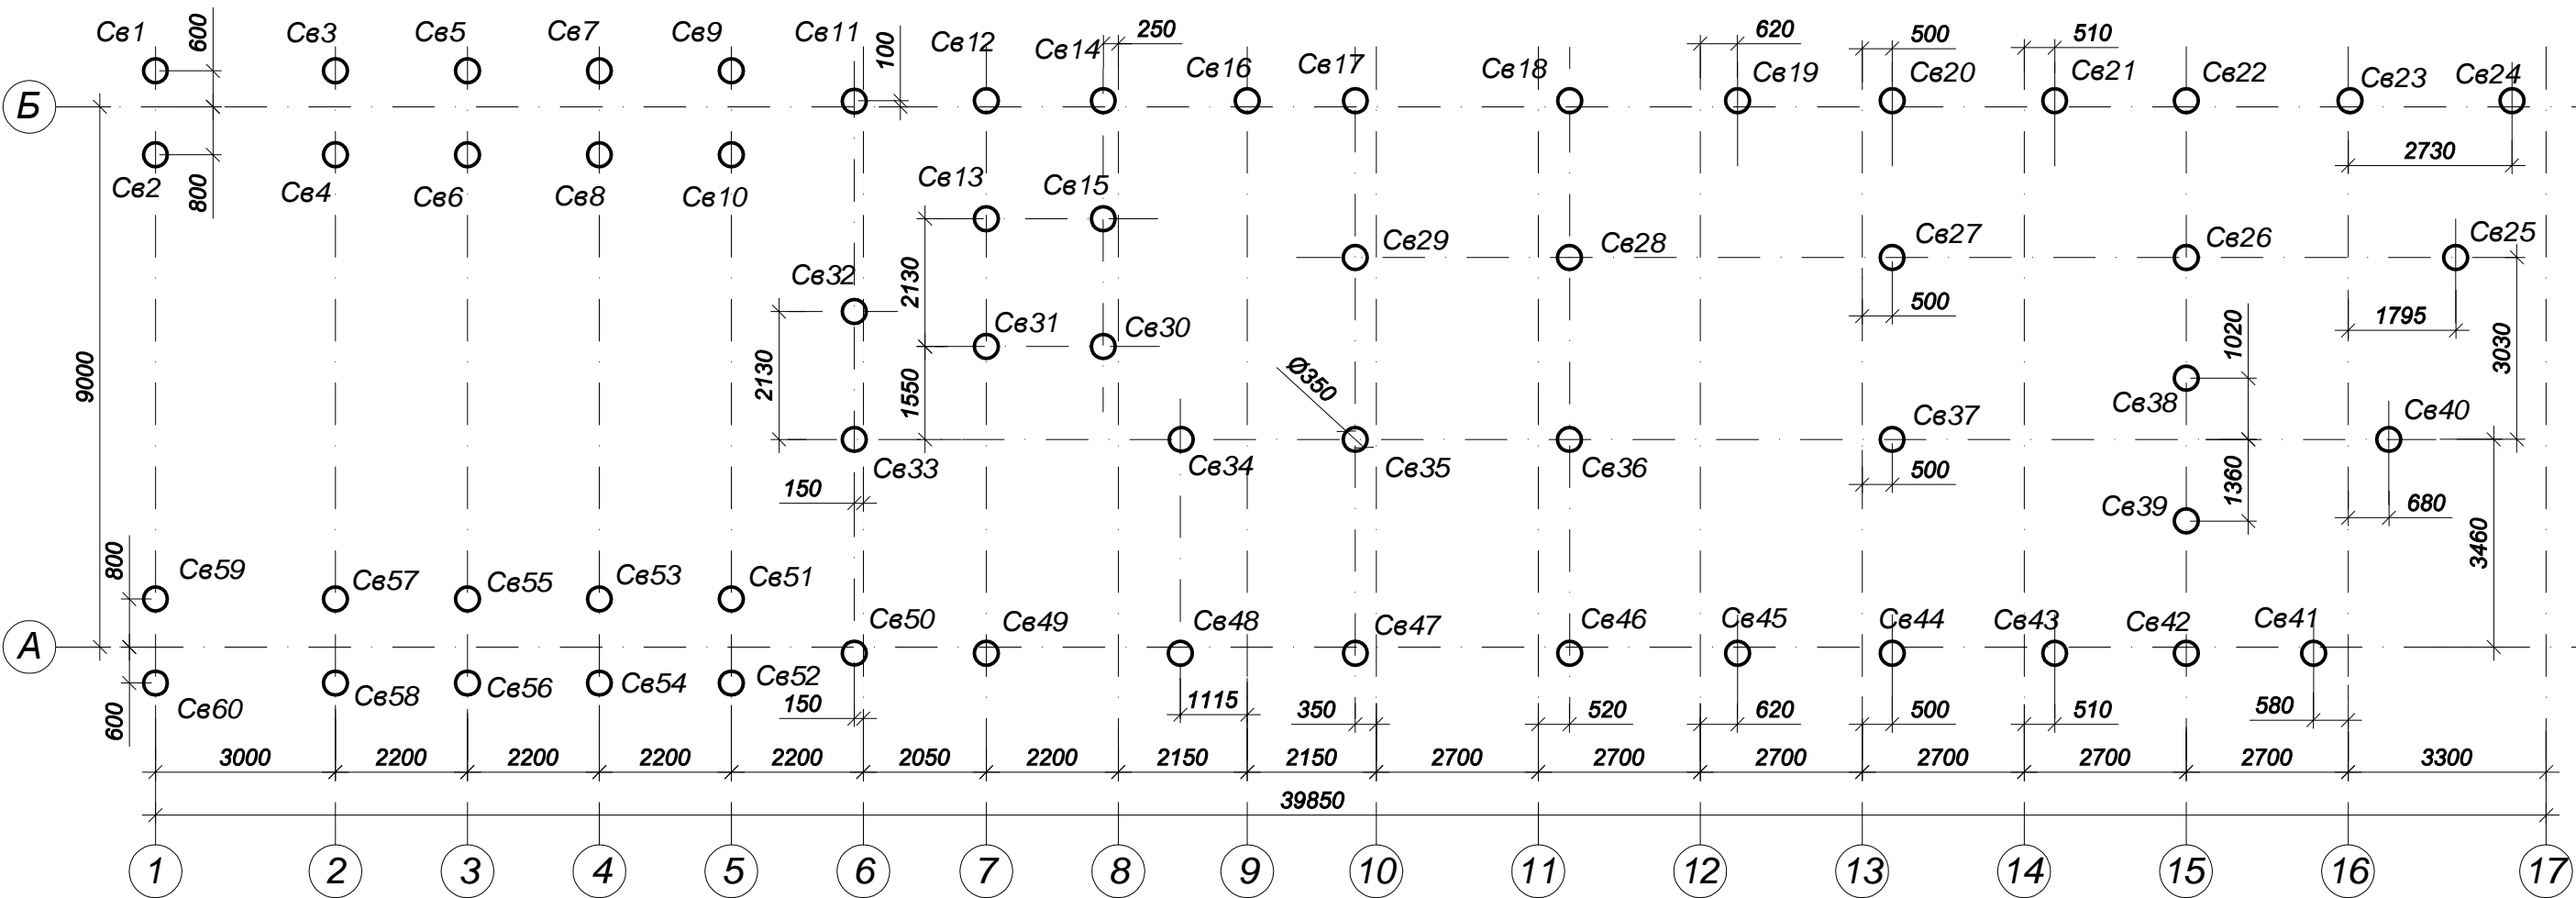 Св1 600 Св3 Св5 Св7 Св9 Св11 100 Св12 Св14 250 Св16 Св17 Св18 620 Св19 500 Св20 510 Св21 Св22 Св23 Св24
Б
Св2 800 Св4 Св6 Св8 Св10 Св13 Св15 2730
Св32 2130 Св29 Св28 Св27 Св26 Св25
500 1795
9000 2130 Св31 Св30 1020 3030
1550 Ø350 Св38 Св37 Св40
Св33 Св34 Св35 Св36 500 1360 680
150 Св39
800 Св59 Св57 Св55 Св53 Св51 3460
Св50 Св49 Св48 Св47 Св46 Св45 Св44 Св43 Св42 Св41
А
600 Св60 Св58 Св56 Св54 Св52
150 1115 350 520 620 500 510 580
3000 2200 2200 2200 2200 2050 2200 2150 2150 2700 2700 2700 2700 2700 2700 3300
39850
1 2 3 4 5 6 7 8 9 10 11 12 13 14 15 16 17